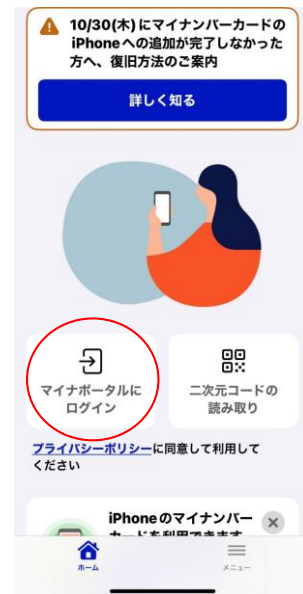 10/30(木)にマイナンバーカードの
iPhoneへの追加が完了しなかった
方へ、復旧方法のご案内
詳しく知る
マイナポータルに
ログイン
二次元コードの
読み取り
プライバシーポリシーに同意して利用して
ください
iPhoneのマイナンバー
カードを利用できます
ホーム
メニュー